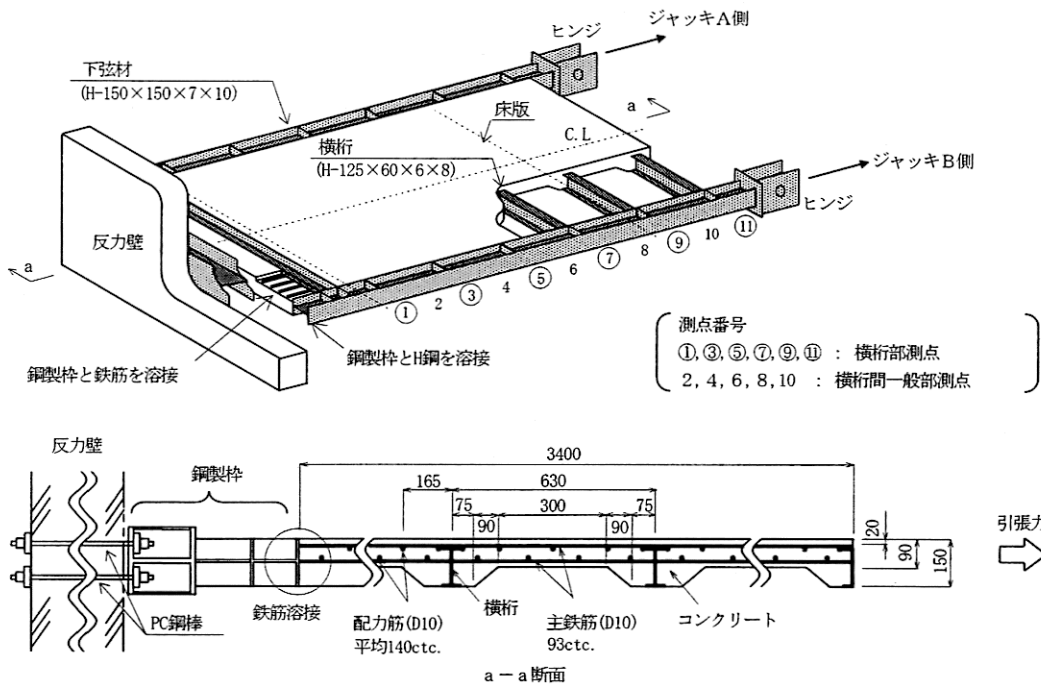 ヒンジ
ジャッキA側
下弦材
(H-150×150×7×10)
床版
a
C.L
横桁
(H-125×60×6×8)
ジャッキB側
ヒンジ
反力壁
a
① 2 ③ 4 ⑤ 6 ⑦ 8 ⑨ 10 ⑪
鋼製枠とH鋼を溶接
鋼製枠と鉄筋を溶接
測点番号
①,③,⑤,⑦,⑨,⑪ : 横桁部測点
2, 4, 6, 8, 10 : 横桁間一般部測点
反力壁
鋼製枠
3400
165 630
75 300 75
90 90
20
90
150
引張力
PC鋼棒
鉄筋溶接
配力筋(D10)
平均140ctc.
横桁
主鉄筋(D10)
93ctc.
コンクリート
a-a断面